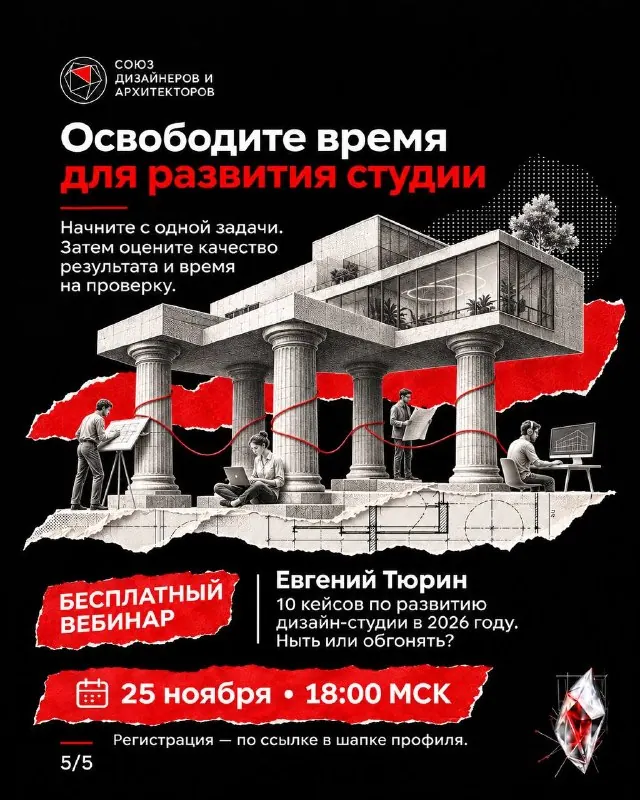 СОЮЗ
ДИЗАЙНЕРОВ И
АРХИТЕКТОРОВ
Освободите время
для развития студии
Начните с одной задачи.
Затем оцените качество
результата и время
на проверку.
БЕСПЛАТНЫЙ
ВЕБИНАР
Евгений Тюрин
10 кейсов по развитию
дизайн-студии в 2026 году.
Ныть или обгонять?
25 ноября • 18:00 МСК
Регистрация — по ссылке в шапке профиля.
5/5